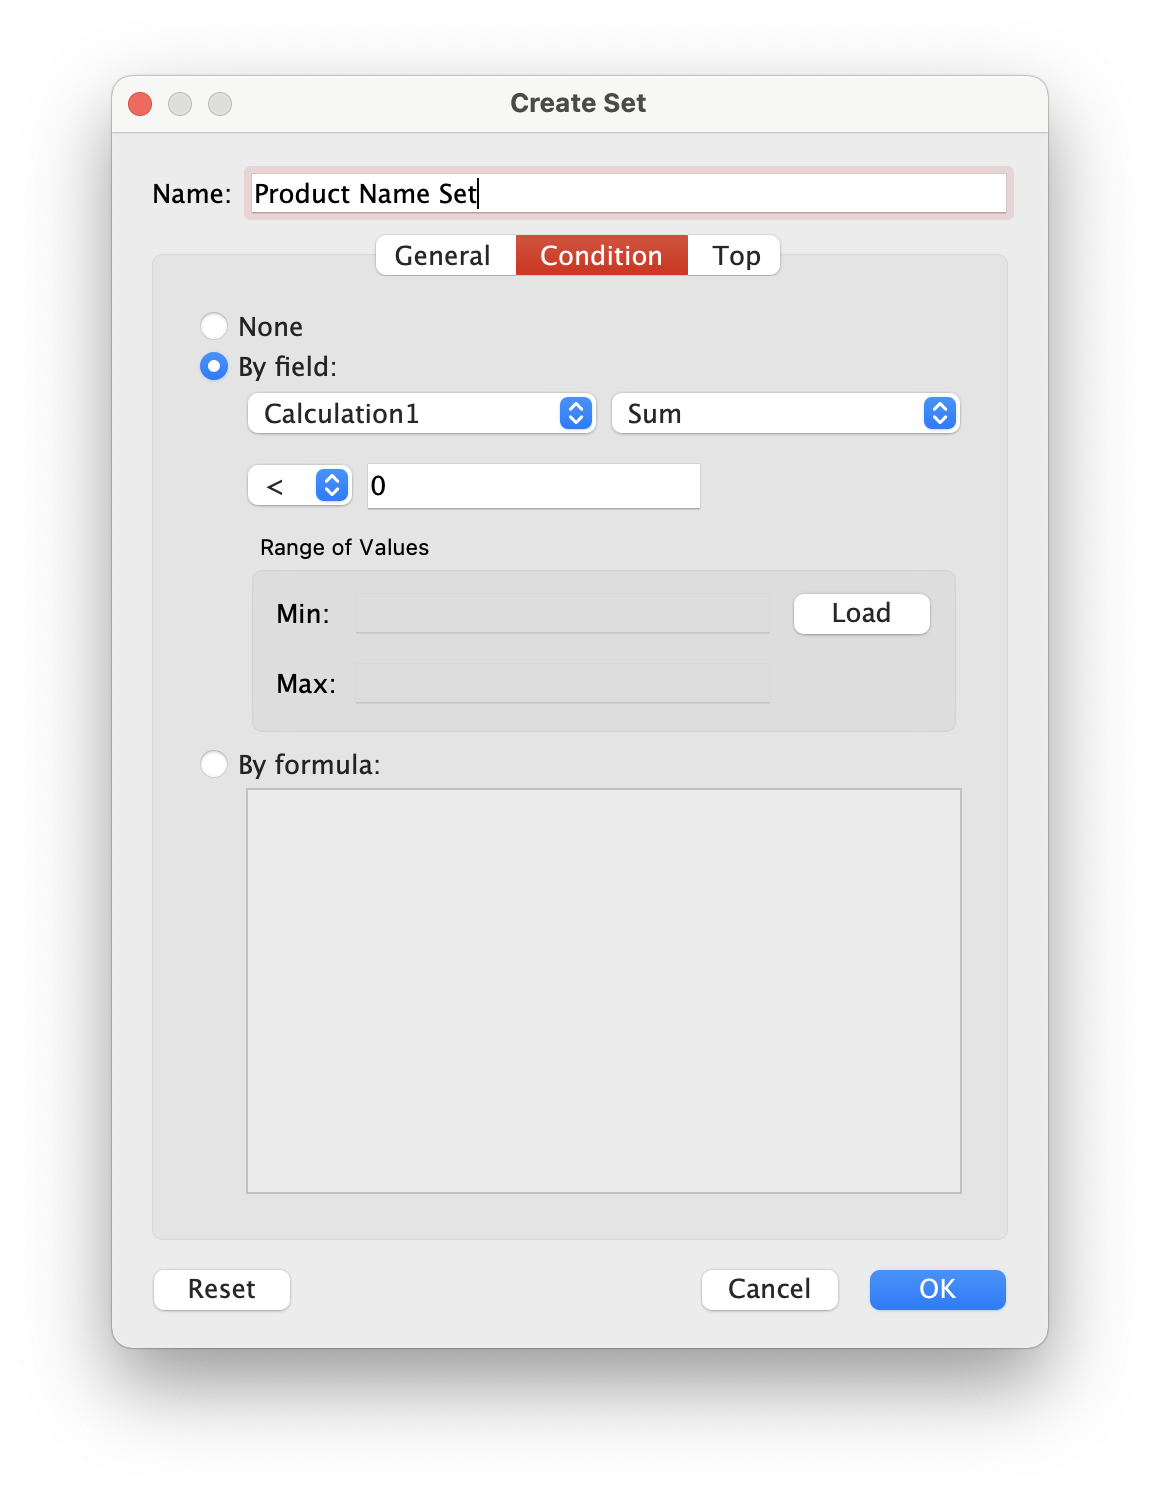 Create Set
Name: Product Name Set
General Condition Top
None
By field:
Calculation1 Sum
< 0
Range of Values
Min: Load
Max:
By formula:
Reset Cancel OK